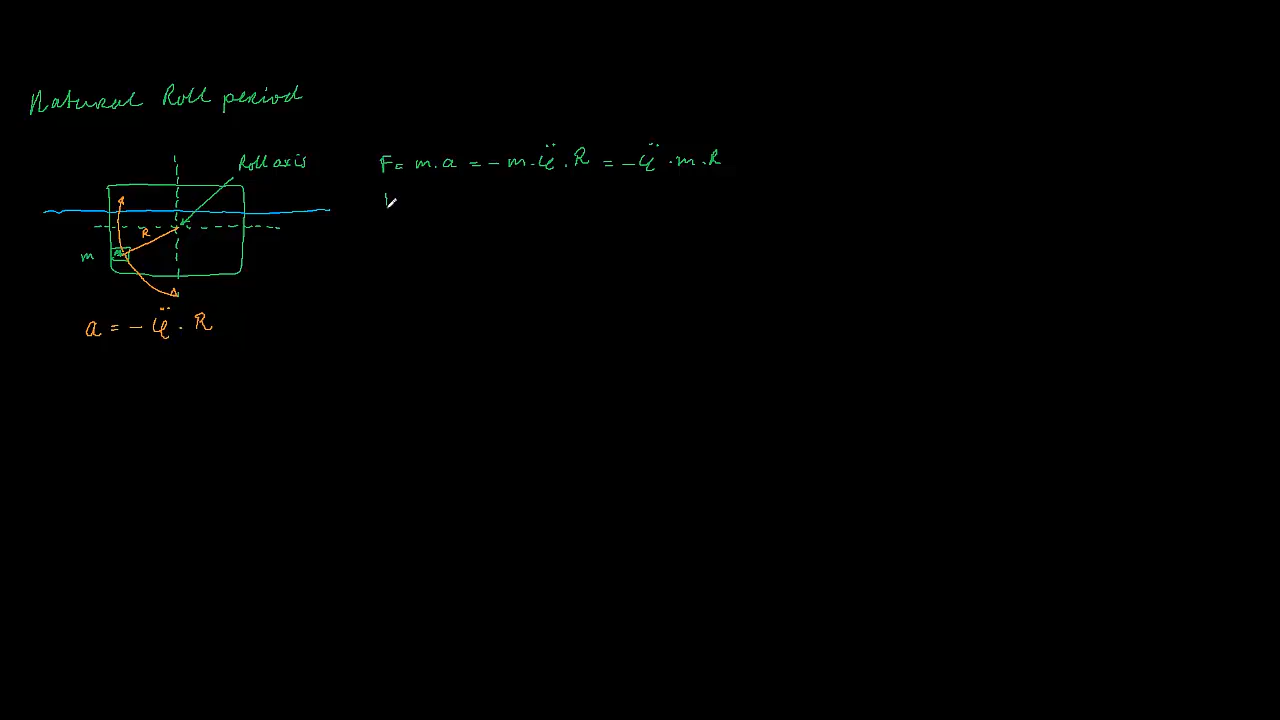 Natural Roll period
Roll axis
F = m · a = − m · φ̈ · R = − φ̈ · m · R
R
m
a = − φ̈ · R